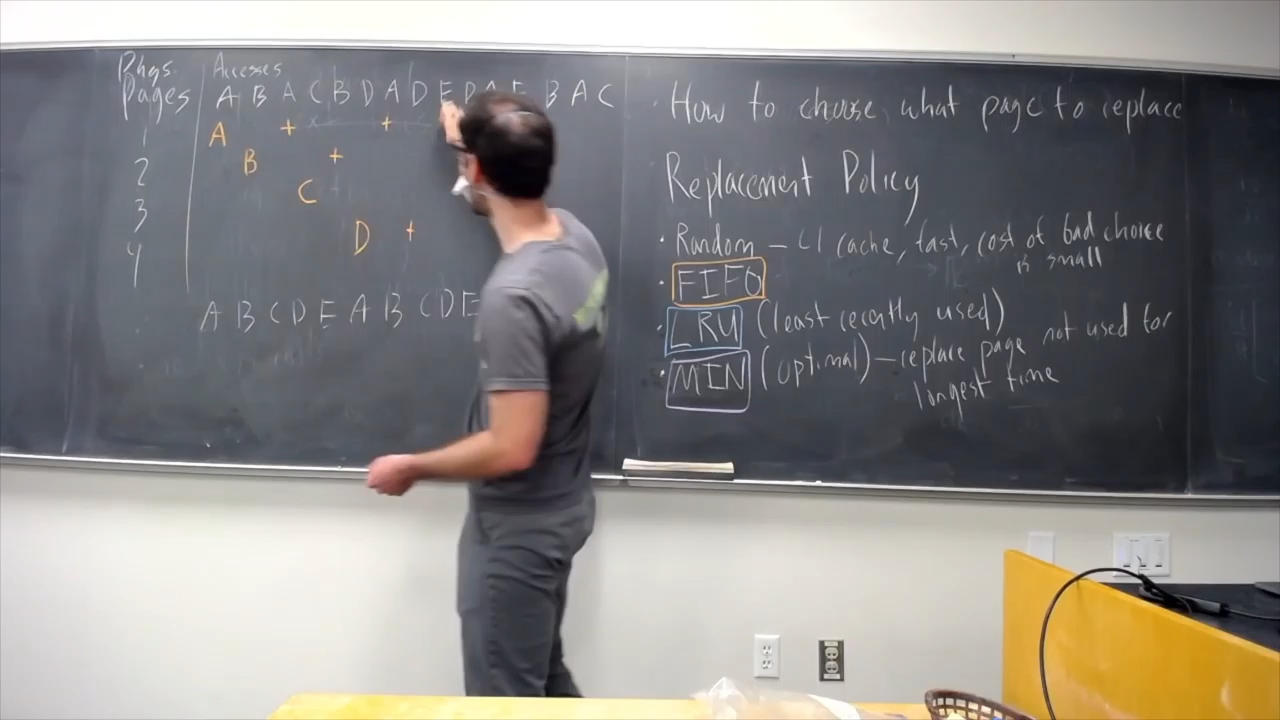 Phys. Accesses
Pages A B A C B D A D E D A E B A C
1 A + +
2 B +
3 C
4 D +
A B C D E A B C D E
· How to choose what page to replace
Replacement Policy
· Random – L1 cache, fast, cost of bad choice
is small
· FIFO
· LRU (least recently used)
· MIN (optimal) – replace page not used for
longest time